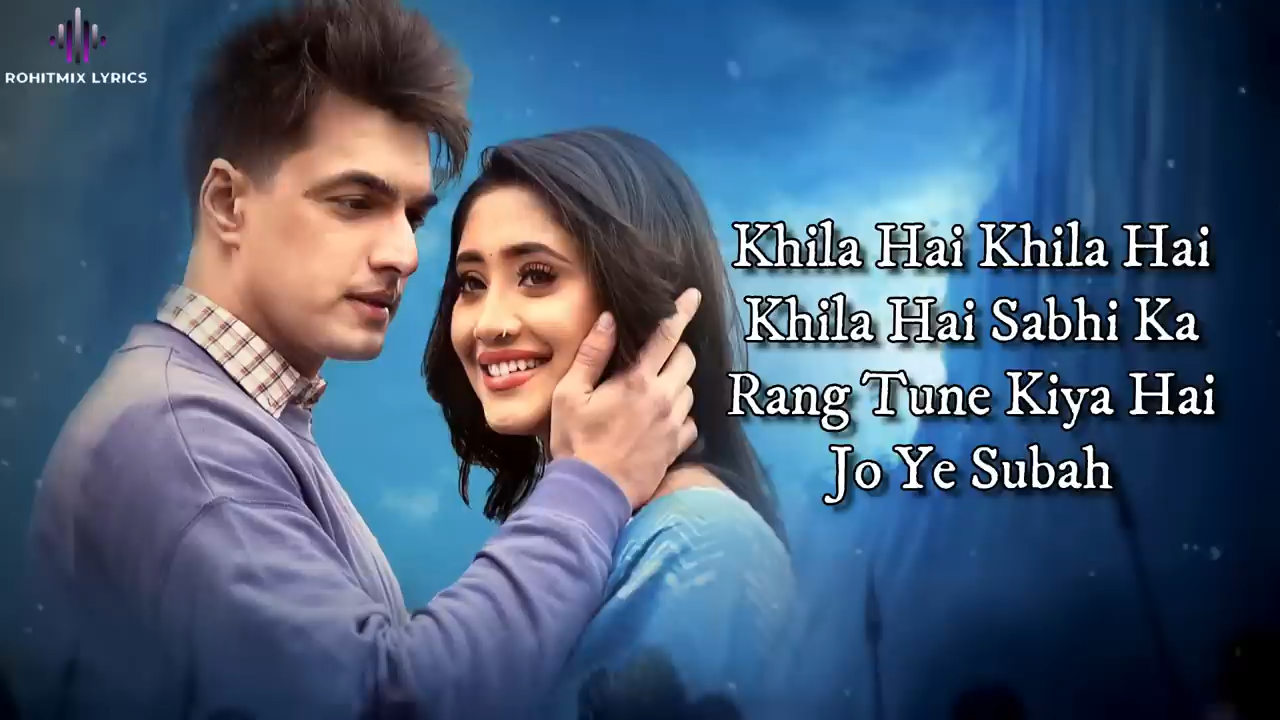 ROHITMIX LYRICS
Khila Hai Khila Hai
Khila Hai Sabhi Ka
Rang Tune Kiya Hai
Jo Ye Subah